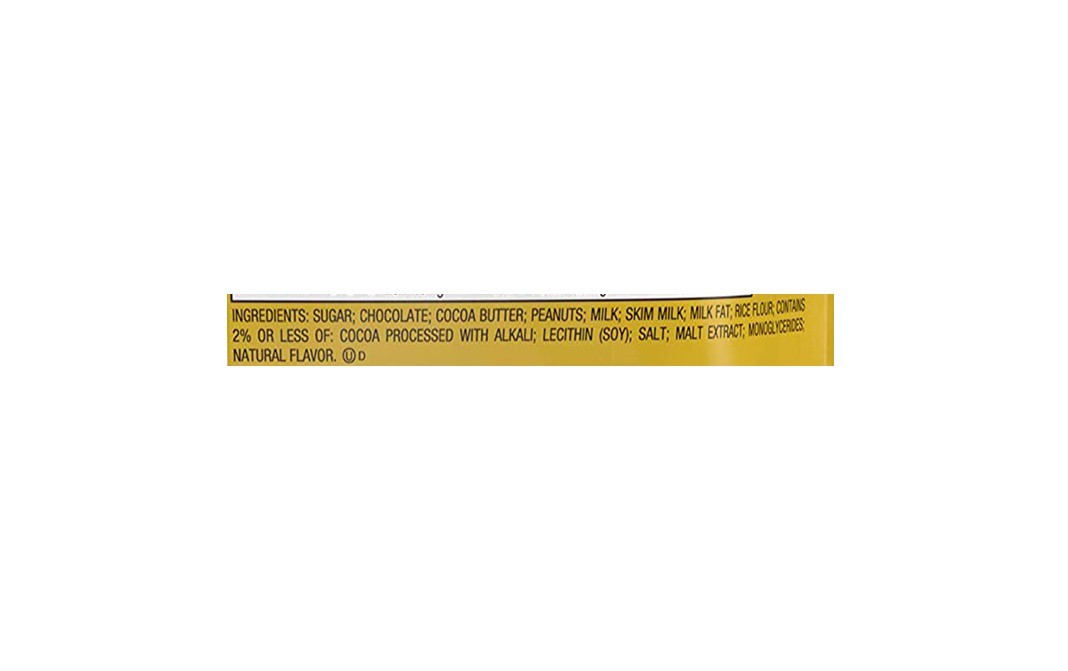 INGREDIENTS: SUGAR; CHOCOLATE; COCOA BUTTER; PEANUTS; MILK; SKIM MILK; MILK FAT; RICE FLOUR; CONTAINS
2% OR LESS OF: COCOA PROCESSED WITH ALKALI; LECITHIN (SOY); SALT; MALT EXTRACT; MONOGLYCERIDES;
NATURAL FLAVOR. Ⓤ D